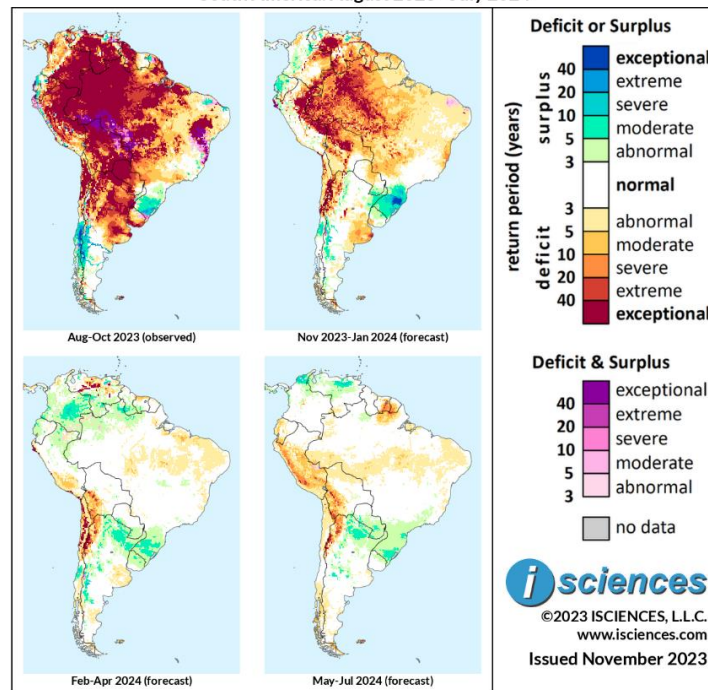 Deficit or Surplus
exceptional
40
extreme
20
severe
10
moderate
5
abnormal
3
normal
3
abnormal
5
moderate
10
severe
20
extreme
40
exceptional
return period (years)
surplus
deficit
Aug-Oct 2023 (observed)
Nov 2023-Jan 2024 (forecast)
Deficit & Surplus
exceptional
40
extreme
20
severe
10
moderate
5
abnormal
3
no data
i sciences
©2023 ISCIENCES, L.L.C.
www.isciences.com
Issued November 2023
Feb-Apr 2024 (forecast)
May-Jul 2024 (forecast)